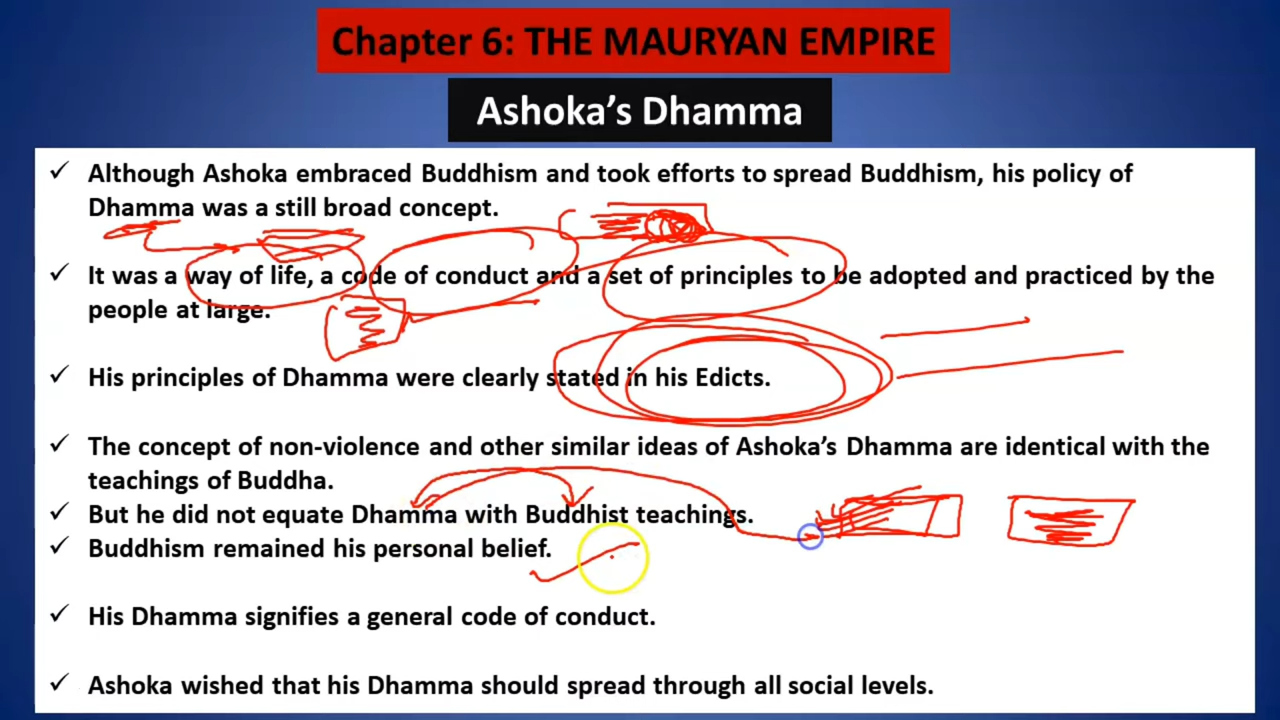 Chapter 6: THE MAURYAN EMPIRE
Ashoka's Dhamma
✓ Although Ashoka embraced Buddhism and took efforts to spread Buddhism, his policy of
Dhamma was a still broad concept.
✓ It was a way of life, a code of conduct and a set of principles to be adopted and practiced by the
people at large.
✓ His principles of Dhamma were clearly stated in his Edicts.
✓ The concept of non-violence and other similar ideas of Ashoka's Dhamma are identical with the
teachings of Buddha.
✓ But he did not equate Dhamma with Buddhist teachings.
✓ Buddhism remained his personal belief.
✓ His Dhamma signifies a general code of conduct.
✓ Ashoka wished that his Dhamma should spread through all social levels.